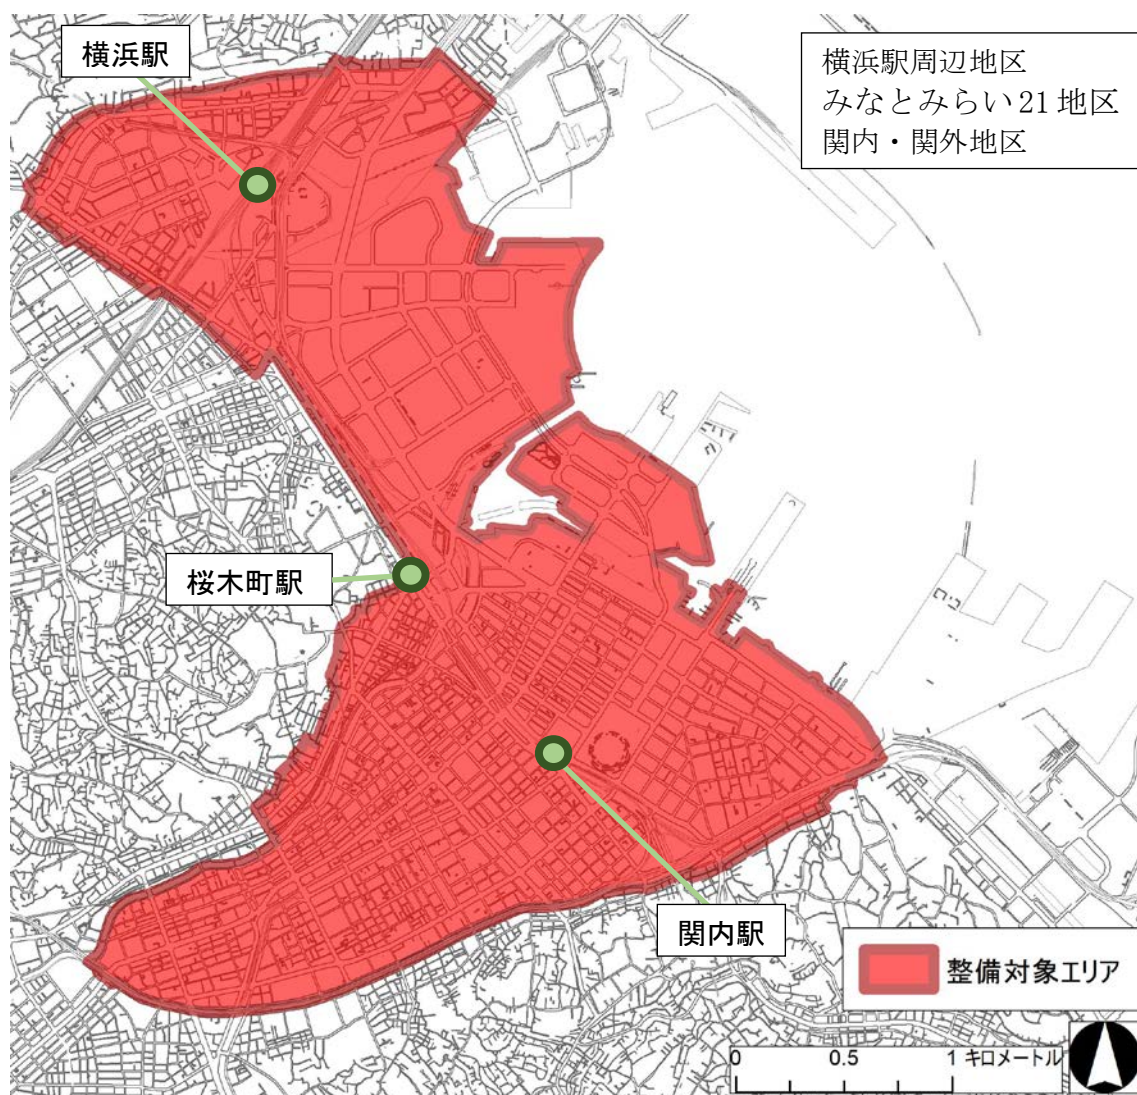 横浜駅
横浜駅周辺地区
みなとみらい21 地区
関内・関外地区
桜木町駅
関内駅
整備対象エリア
0 0.5 1 キロメートル